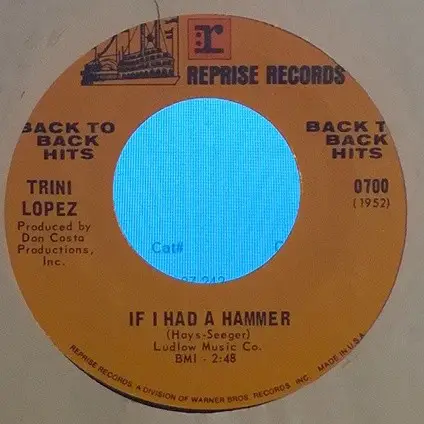 r
REPRISE RECORDS
BACK TO
BACK
HITS
BACK T
BACK
HITS
TRINI
LOPEZ
Produced by
Don Costa
Productions,
Inc.
0700
(1952)
Cat#
C
97 242
IF I HAD A HAMMER
(Hays-Seeger)
Ludlow Music Co.
BMI - 2:48
REPRISE RECORDS, A DIVISION OF WARNER BROS. RECORDS, INC. MADE IN U.S.A.